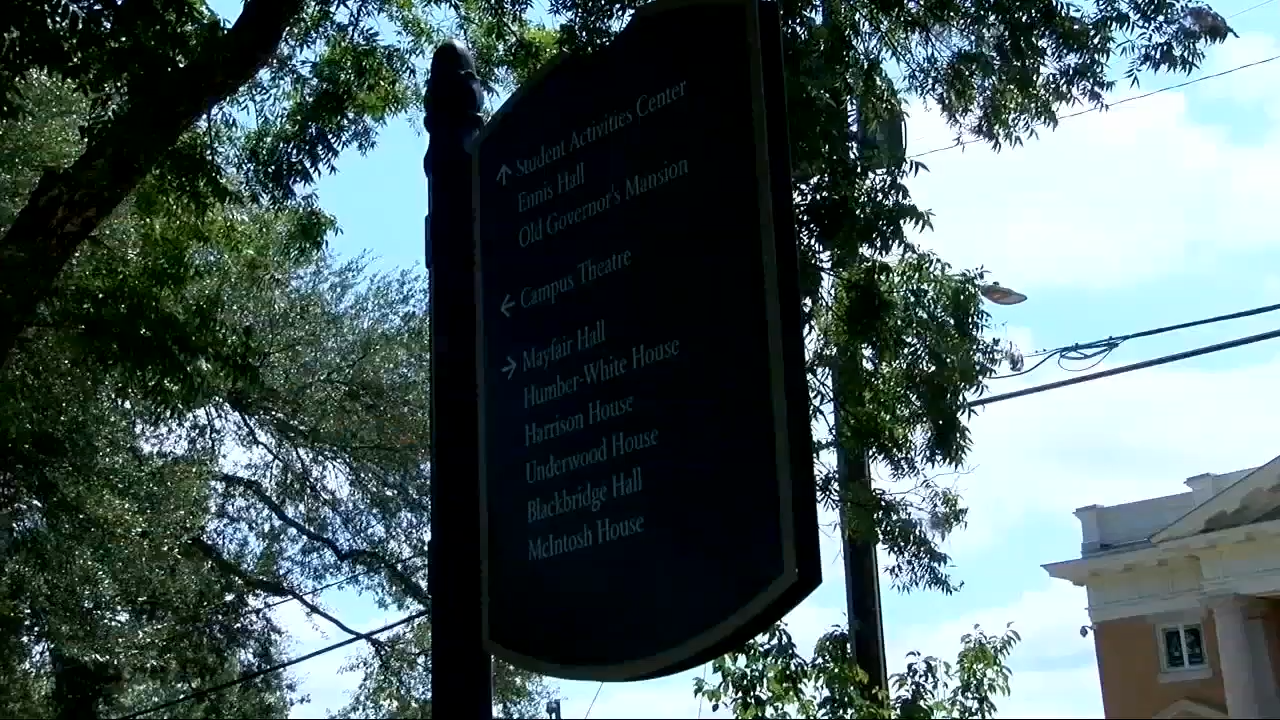 ↑ Student Activities Center
Ennis Hall
Old Governor's Mansion
← Campus Theatre
→ Mayfair Hall
Humber-White House
Harrison House
Underwood House
Blackbridge Hall
McIntosh House